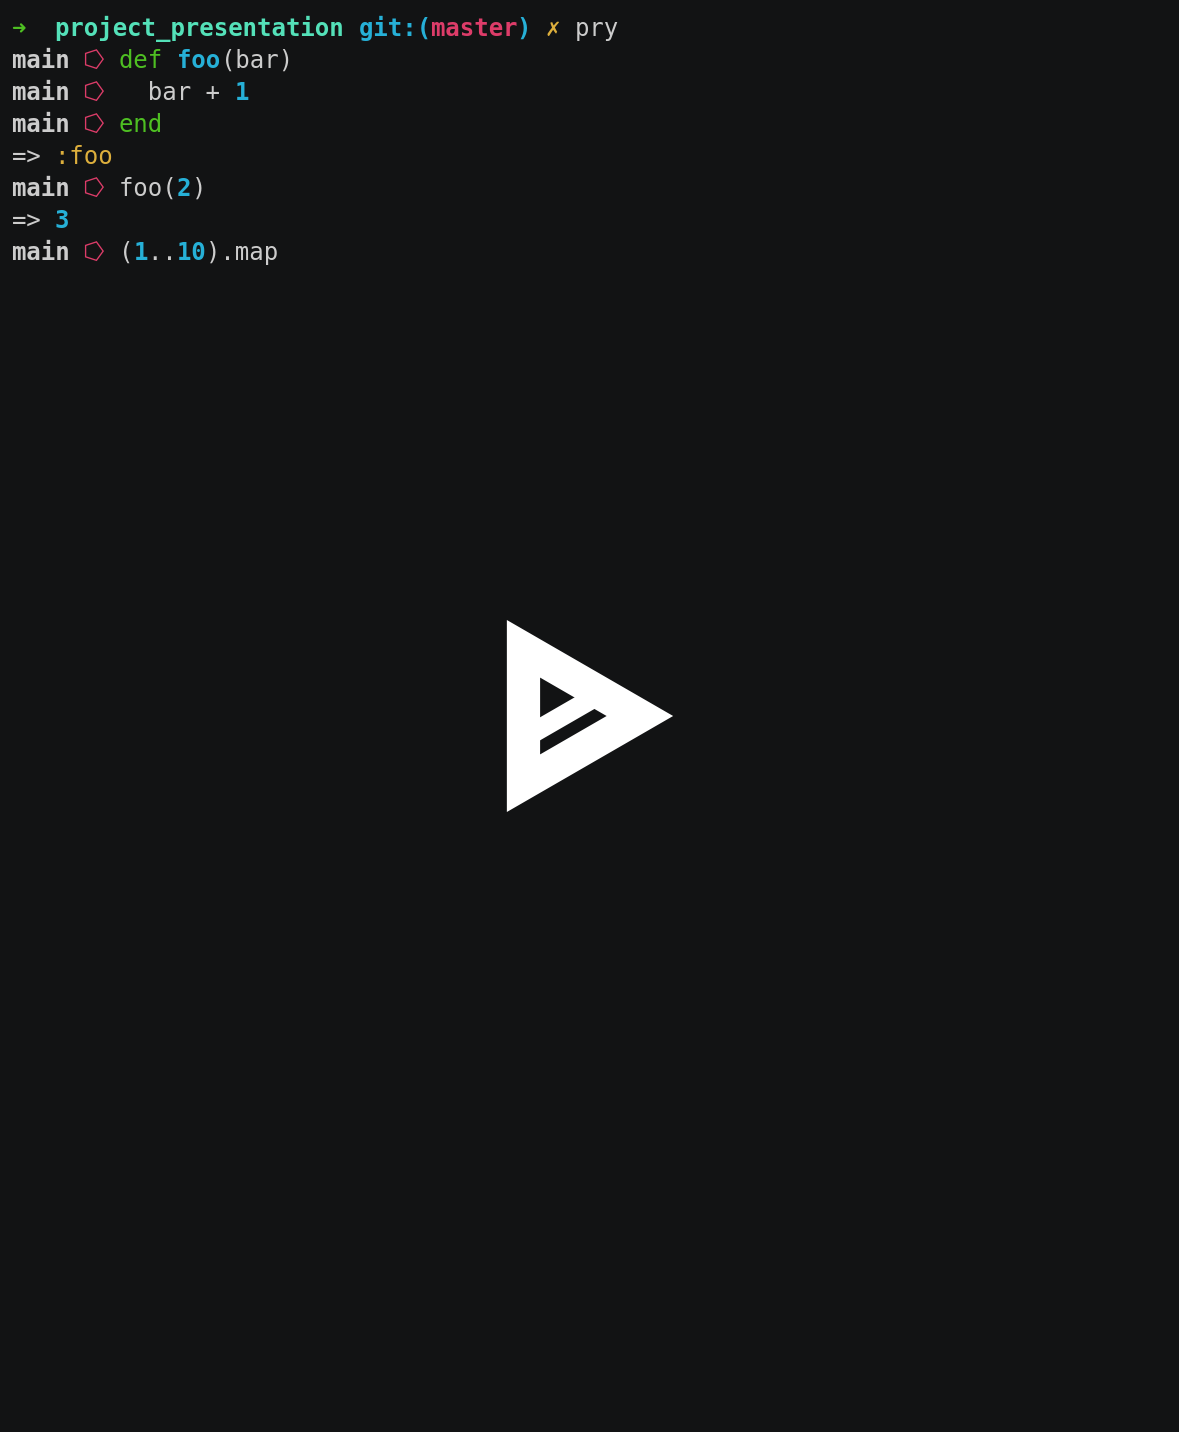 ➜  project_presentation git:(master) ✗ pry
main ⭔ def foo(bar)
main ⭔   bar + 1
main ⭔ end
=> :foo
main ⭔ foo(2)
=> 3
main ⭔ (1..10).map